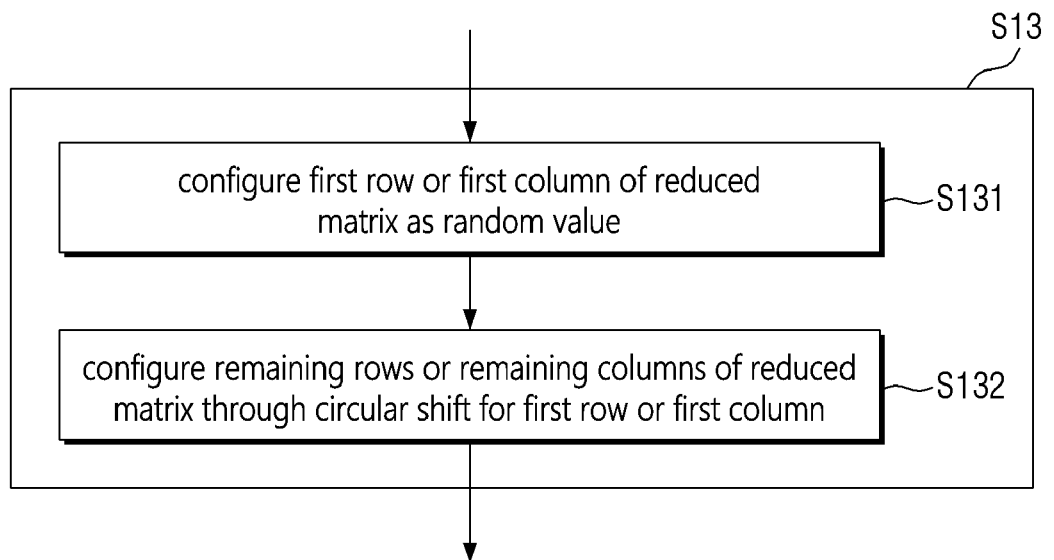 S13
configure first row or first column of reduced
matrix as random value
S131
configure remaining rows or remaining columns of reduced
matrix through circular shift for first row or first column
S132